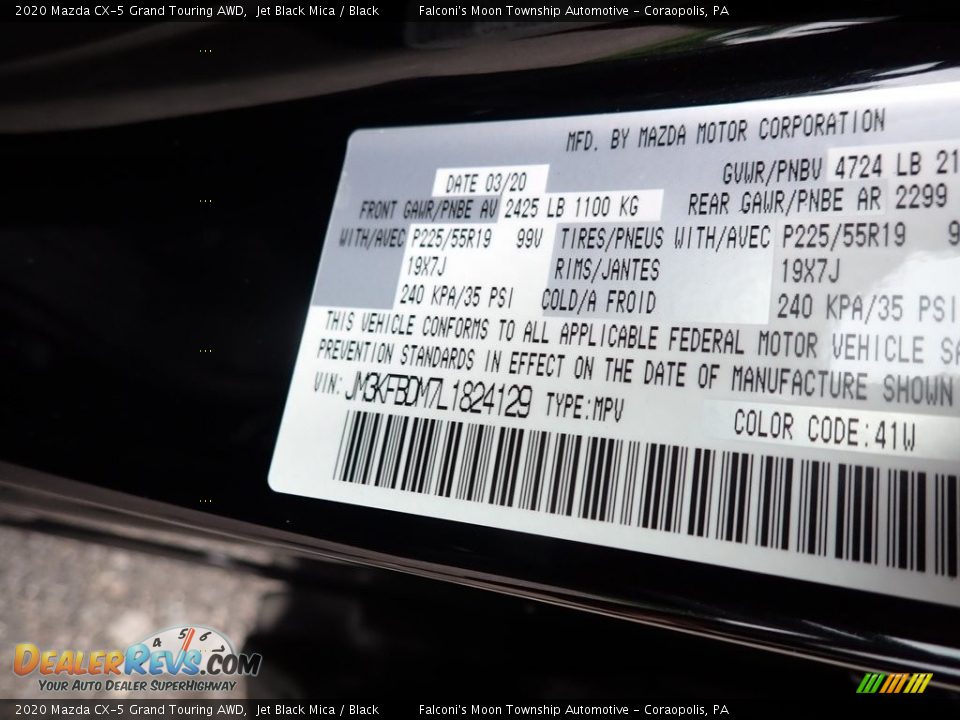 2020 Mazda CX-5 Grand Touring AWD, Jet Black Mica / Black Falconi's Moon Township Automotive - Coraopolis, PA
MFD. BY MAZDA MOTOR CORPORATION
DATE 03/20 GVWR/PNBV 4724 LB 21
FRONT GAWR/PNBE AV 2425 LB 1100 KG REAR GAWR/PNBE AR 2299
WITH/AVEC P225/55R19 99V TIRES/PNEUS WITH/AVEC P225/55R19 9
19X7J RIMS/JANTES 19X7J
240 KPA/35 PSI COLD/A FROID 240 KPA/35 PSI
THIS VEHICLE CONFORMS TO ALL APPLICABLE FEDERAL MOTOR VEHICLE SA
PREVENTION STANDARDS IN EFFECT ON THE DATE OF MANUFACTURE SHOWN
VIN: JM3KFBDM7L1824129 TYPE:MPV
COLOR CODE:41W
4 5 6
DealerRevs.com
Your Auto Dealer SuperHighway
2020 Mazda CX-5 Grand Touring AWD, Jet Black Mica / Black Falconi's Moon Township Automotive - Coraopolis, PA